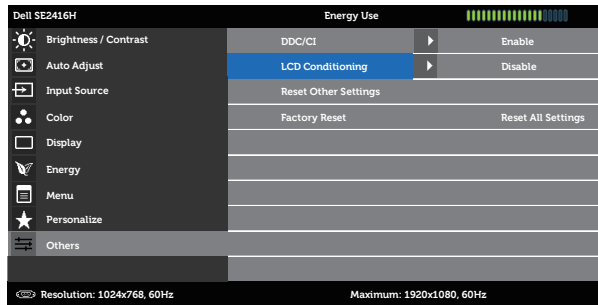 Dell SE2416H Energy Use
Brightness / Contrast DDC/CI Enable
Auto Adjust LCD Conditioning Disable
Input Source Reset Other Settings
Color Factory Reset Reset All Settings
Display
Energy
Menu
Personalize
Others
Resolution: 1024x768, 60Hz Maximum: 1920x1080, 60Hz